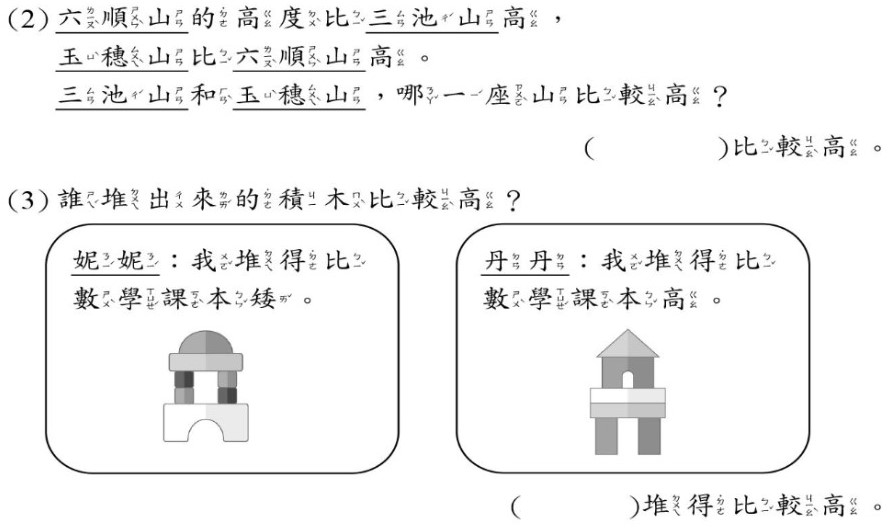 (2) 六順山的高度比三池山高，
玉穗山比六順山高。
三池山和玉穗山，哪一座山比較高？
(　　　)比較高。
(3) 誰堆出來的積木比較高？
妮妮：我堆得比
數學課本矮。
丹丹：我堆得比
數學課本高。
(　　　)堆得比較高。